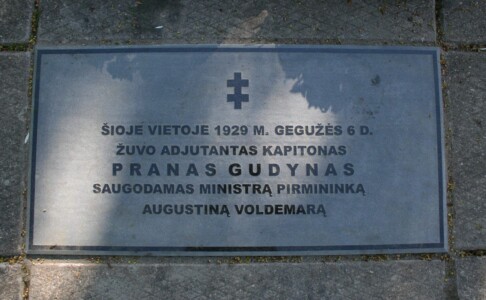 ŠIOJE VIETOJE 1929 M. GEGUŽĖS 6 D.
ŽUVO ADJUTANTAS KAPITONAS
PRANAS GUDYNAS
SAUGODAMAS MINISTRĄ PIRMININKĄ
AUGUSTINĄ VOLDEMARĄ